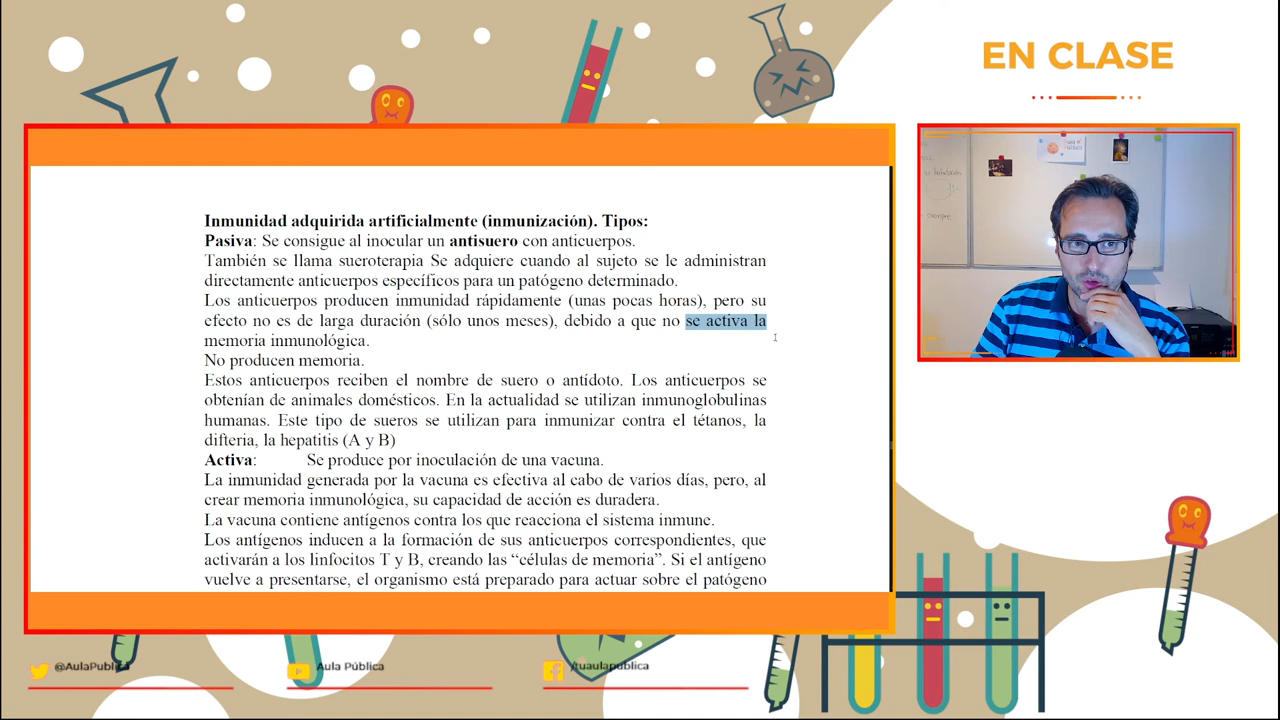 EN CLASE
Inmunidad adquirida artificialmente (inmunización). Tipos:
Pasiva: Se consigue al inocular un antisuero con anticuerpos.
También se llama sueroterapia Se adquiere cuando al sujeto se le administran
directamente anticuerpos específicos para un patógeno determinado.
Los anticuerpos producen inmunidad rápidamente (unas pocas horas), pero su
efecto no es de larga duración (sólo unos meses), debido a que no se activa la
memoria inmunológica.
No producen memoria.
Estos anticuerpos reciben el nombre de suero o antídoto. Los anticuerpos se
obtenían de animales domésticos. En la actualidad se utilizan inmunoglobulinas
humanas. Este tipo de sueros se utilizan para inmunizar contra el tétanos, la
difteria, la hepatitis (A y B)
Activa: Se produce por inoculación de una vacuna.
La inmunidad generada por la vacuna es efectiva al cabo de varios días, pero, al
crear memoria inmunológica, su capacidad de acción es duradera.
La vacuna contiene antígenos contra los que reacciona el sistema inmune.
Los antígenos inducen a la formación de sus anticuerpos correspondientes, que
activarán a los linfocitos T y B, creando las “células de memoria”. Si el antígeno
vuelve a presentarse, el organismo está preparado para actuar sobre el patógeno
@AulaPublica
Aula Pública
/tuaulapublica